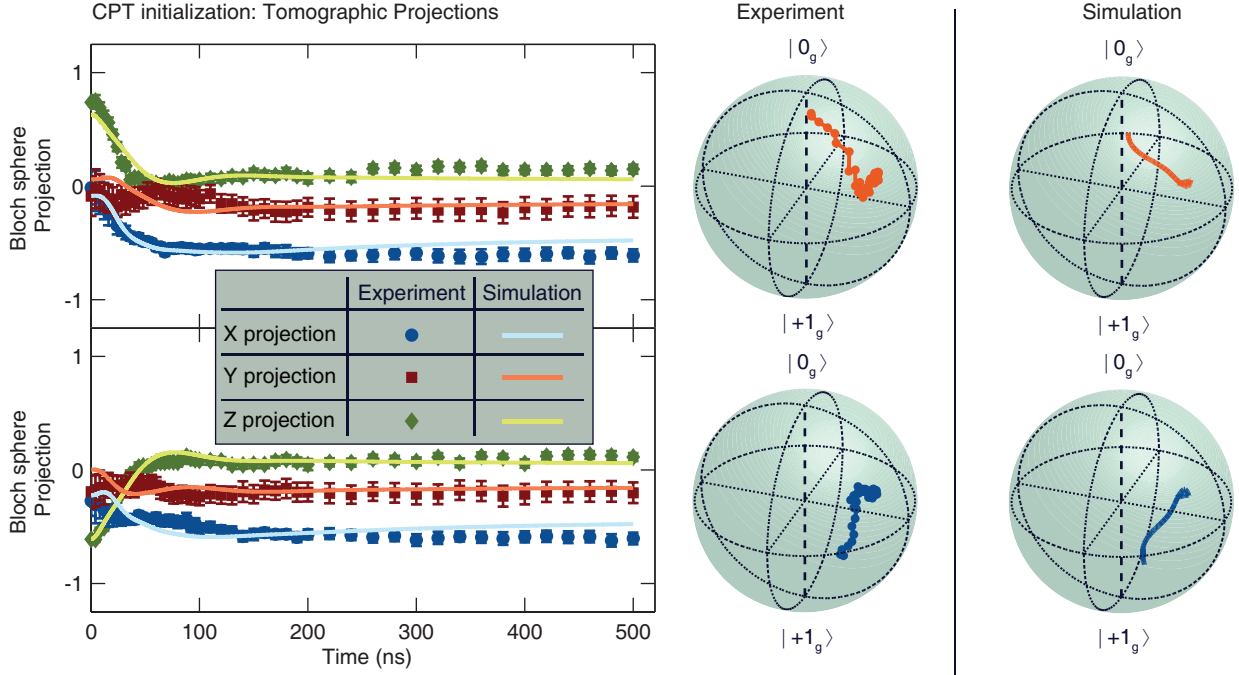 CPT initialization: Tomographic Projections
Experiment
Simulation
| 0g ⟩
| 0g ⟩
Bloch sphere
Projection
1
0
-1
| +1g ⟩
| +1g ⟩
Experiment
Simulation
X projection
Y projection
Z projection
| 0g ⟩
| 0g ⟩
Bloch sphere
Projection
1
0
-1
0
100
200
300
400
500
Time (ns)
| +1g ⟩
| +1g ⟩